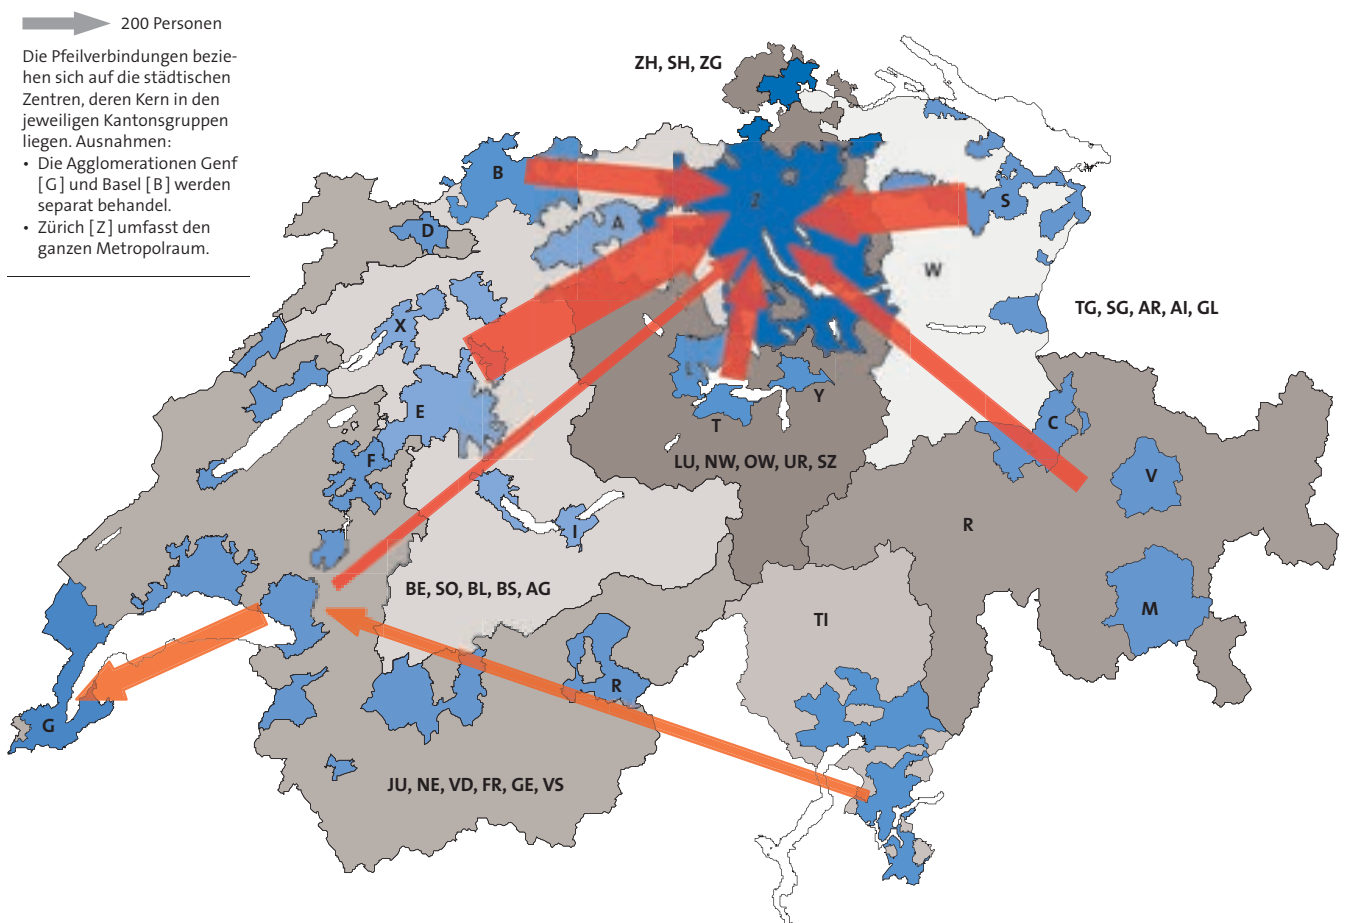 200 Personen
Die Pfeilverbindungen bezie-
hen sich auf die städtischen
Zentren, deren Kern in den
jeweiligen Kantonsgruppen
liegen. Ausnahmen:
• Die Agglomerationen Genf
[G] und Basel [B] werden
separat behandelt.
• Zürich [Z] umfasst den
ganzen Metropolraum.
ZH, SH, ZG
B
Z
S
A
D
W
TG, SG, AR, AI, GL
X
L
Y
E
T
C
F
LU, NW, OW, UR, SZ
V
R
I
BE, SO, BL, BS, AG
M
TI
R
G
JU, NE, VD, FR, GE, VS